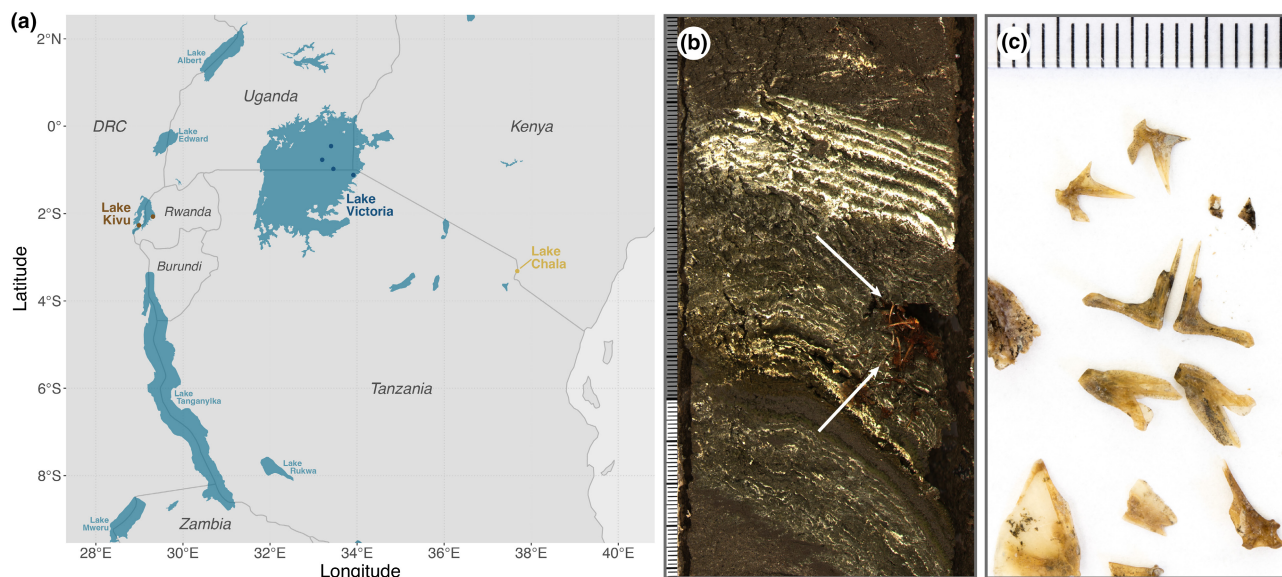 (a)
2°N
0°
2°S
4°S
6°S
8°S
Latitude
28°E
30°E
32°E
34°E
36°E
38°E
40°E
Longitude
Lake
Albert
Uganda
DRC
Lake
Edward
Kenya
Lake
Kivu
Rwanda
Lake
Victoria
Burundi
Lake
Chala
Tanzania
Lake
Tanganyika
Lake
Rukwa
Lake
Mweru
Zambia
(b)
(c)